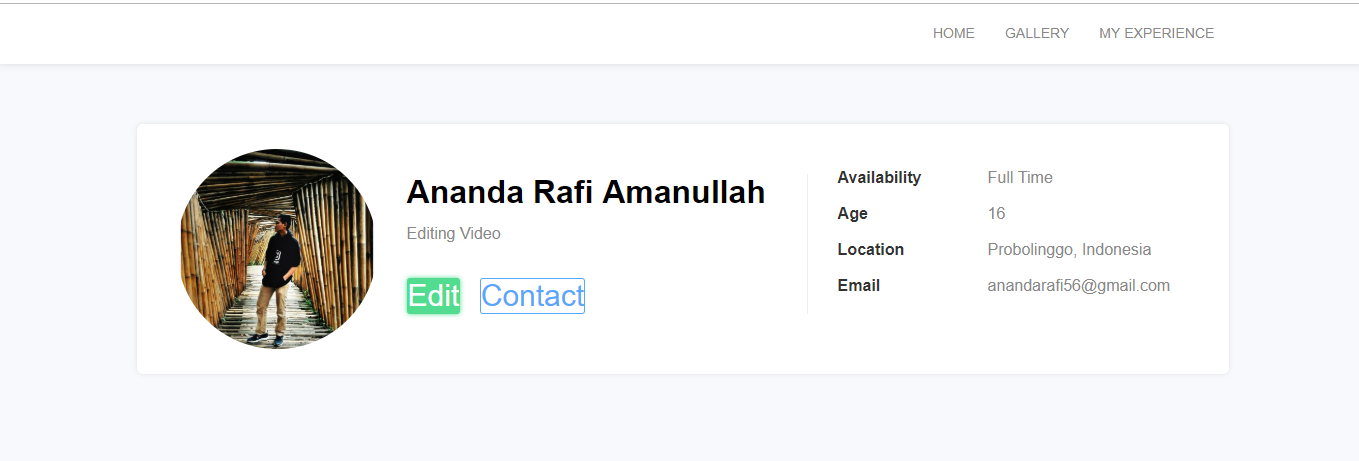 HOME GALLERY MY EXPERIENCE
Ananda Rafi Amanullah
Editing Video
Edit Contact
Availability Full Time
Age 16
Location Probolinggo, Indonesia
Email anandarafi56@gmail.com